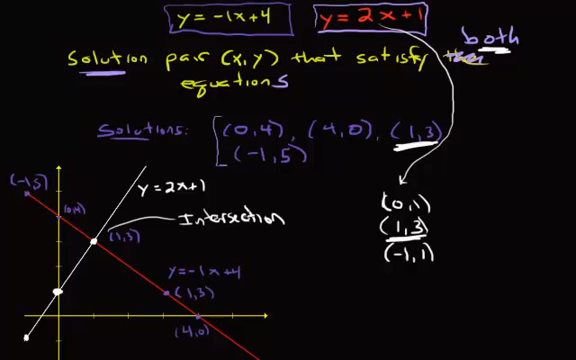 y = -1x+4
y = 2x+1
both
Solution pair (x,y) that satisfy
equations
Solutions: (0,4), (4,0), (1,3)
(-1,5)
(0,1)
(1,3)
(-1,1)
(-1,5)
(0,4)
y = 2x+1
Intersection
(1,3)
y = -1x+4
(1,3)
(4,0)